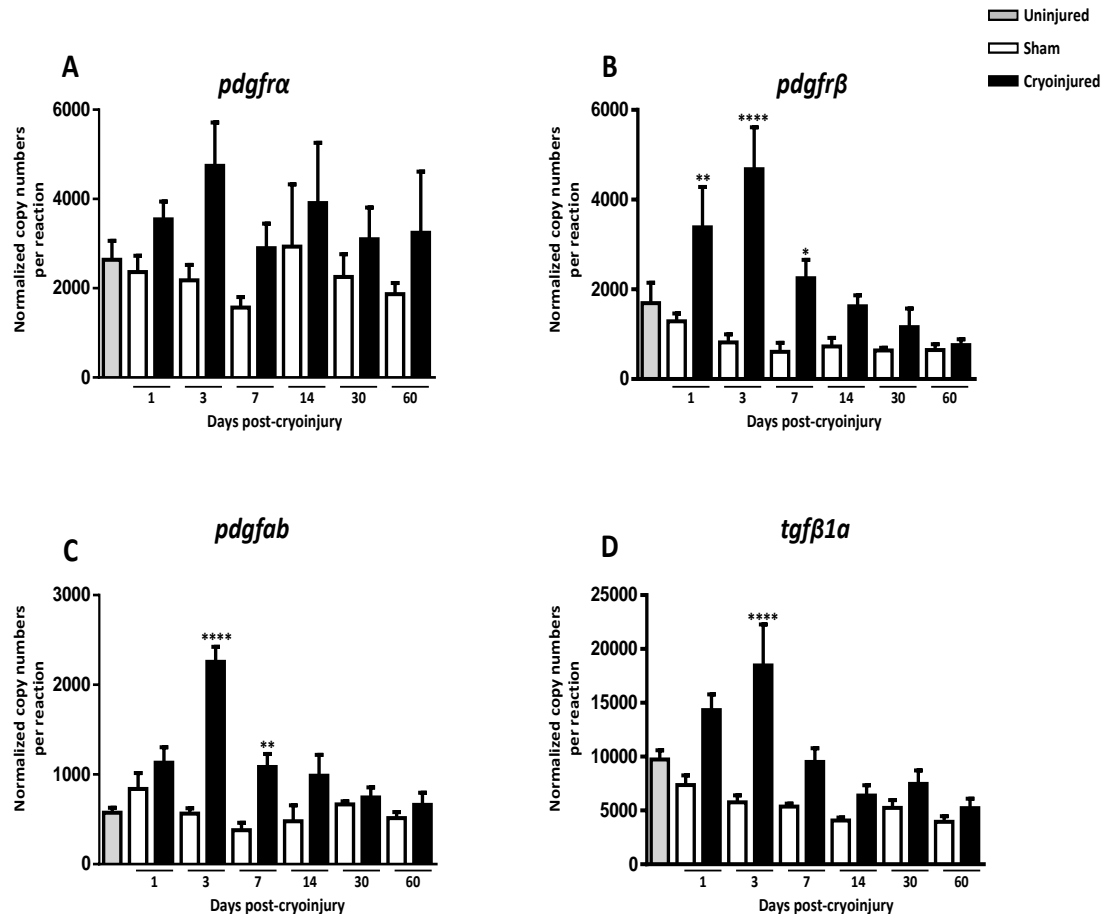 Uninjured
Sham
Cryoinjured
A
pdgfrα
Normalized copy numbers
per reaction
6000
4000
2000
0
1
3
7
14
30
60
Days post-cryoinjury
B
pdgfrβ
Normalized copy numbers
per reaction
6000
4000
2000
0
**
****
*
1
3
7
14
30
60
Days post-cryoinjury
C
pdgfab
Normalized copy numbers
per reaction
3000
2000
1000
0
****
**
1
3
7
14
30
60
Days post-cryoinjury
D
tgfβ1a
Normalized copy numbers
per reaction
25000
20000
15000
10000
5000
0
****
1
3
7
14
30
60
Days post-cryoinjury